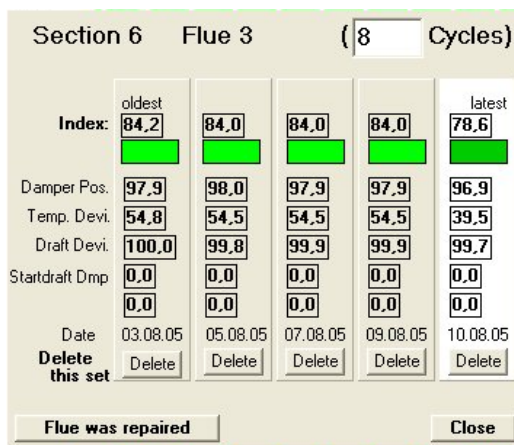 Section 6 Flue 3 (8 Cycles)
oldest latest
Index: 84,2 84,0 84,0 84,0 78,6
Damper Pos. 97,9 98,0 97,9 97,9 96,9
Temp. Devi. 54,8 54,5 54,5 54,5 39,5
Draft Devi. 100,0 99,8 99,9 99,9 99,7
Startdraft Dmp 0,0 0,0 0,0 0,0 0,0
0,0 0,0 0,0 0,0 0,0
Date 03.08.05 05.08.05 07.08.05 09.08.05 10.08.05
Delete Delete Delete Delete Delete Delete
this set
Flue was repaired Close